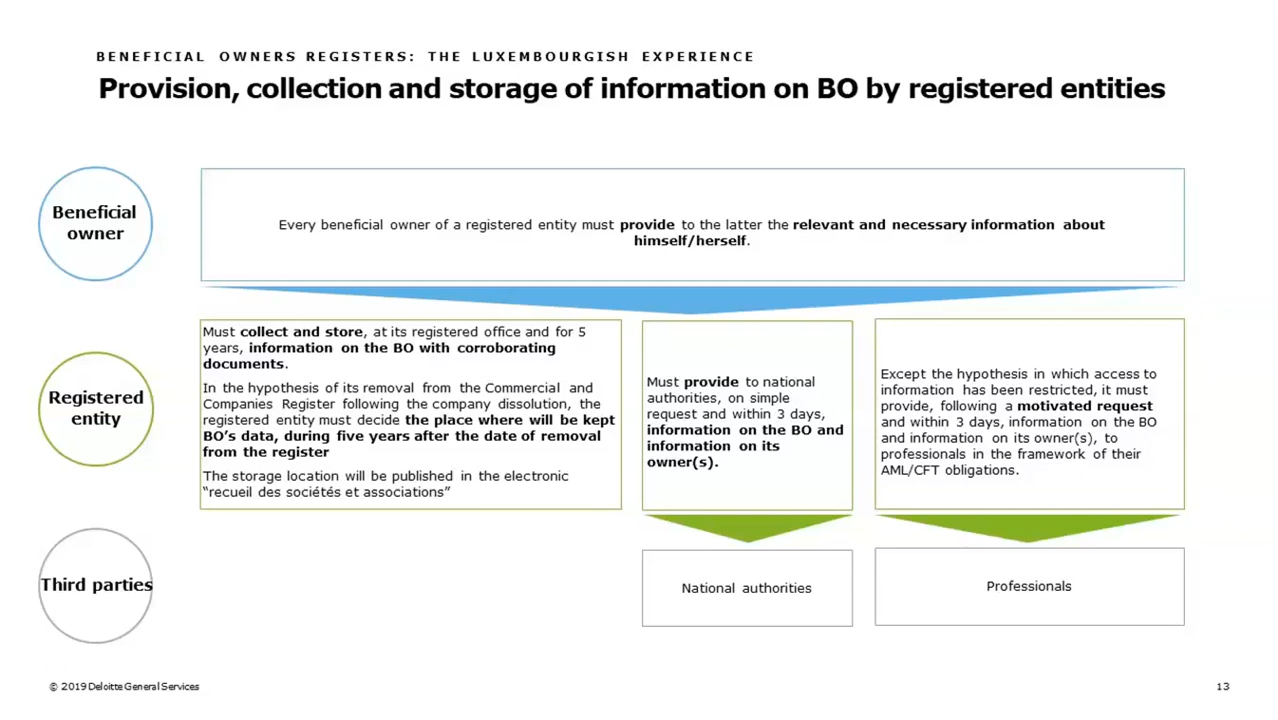 BENEFICIAL OWNERS REGISTERS: THE LUXEMBOURGISH EXPERIENCE
Provision, collection and storage of information on BO by registered entities
Beneficial
owner
Every beneficial owner of a registered entity must provide to the latter the relevant and necessary information about
himself/herself.
Registered
entity
Must collect and store, at its registered office and for 5
years, information on the BO with corroborating
documents.
In the hypothesis of its removal from the Commercial and
Companies Register following the company dissolution, the
registered entity must decide the place where will be kept
BO's data, during five years after the date of removal
from the register
The storage location will be published in the electronic
“recueil des sociétés et associations”
Must provide to national
authorities, on simple
request and within 3 days,
information on the BO and
information on its
owner(s).
Except the hypothesis in which access to
information has been restricted, it must
provide, following a motivated request
and within 3 days, information on the BO
and information on its owner(s), to
professionals in the framework of their
AML/CFT obligations.
Third parties
National authorities
Professionals
© 2019 Deloitte General Services
13